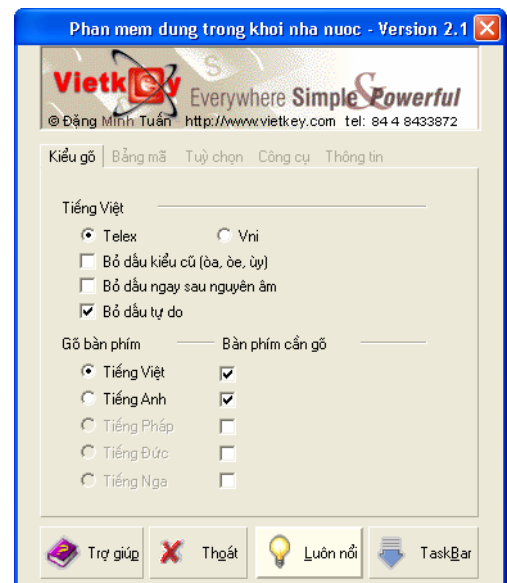 Phan mem dung trong khoi nha nuoc - Version 2.1
Vietkey Everywhere Simple & Powerful
© Đặng Minh Tuấn http://www.vietkey.com tel: 84 4 8433872
Kiểu gõ Bảng mã Tuỳ chọn Công cụ Thông tin
Tiếng Việt
Telex Vni
Bỏ dấu kiểu cũ (òa, òe, ùy)
Bỏ dấu ngay sau nguyên âm
Bỏ dấu tự do
Gõ bàn phím Bàn phím cần gõ
Tiếng Việt
Tiếng Anh
Tiếng Pháp
Tiếng Đức
Tiếng Nga
Trợ giúp Thoát Luôn nổi TaskBar